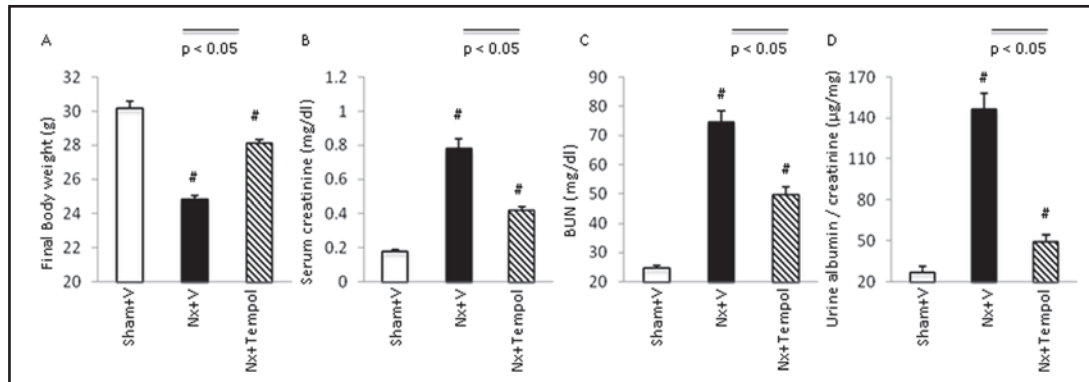 A
p < 0.05
Final Body weight (g)
32
30
28
26
24
22
20
#
#
Sham+V
Nx+V
Nx+Tempol
B
p < 0.05
Serum creatinine (mg/dl)
1.2
1
0.8
0.6
0.4
0.2
0
#
#
Sham+V
Nx+V
Nx+Tempol
C
p < 0.05
BUN (mg/dl)
90
80
70
60
50
40
30
20
#
#
Sham+V
Nx+V
Nx+Tempol
D
p < 0.05
Urine albumin / creatinine (µg/mg)
170
140
110
80
50
20
#
#
Sham+V
Nx+V
Nx+Tempol